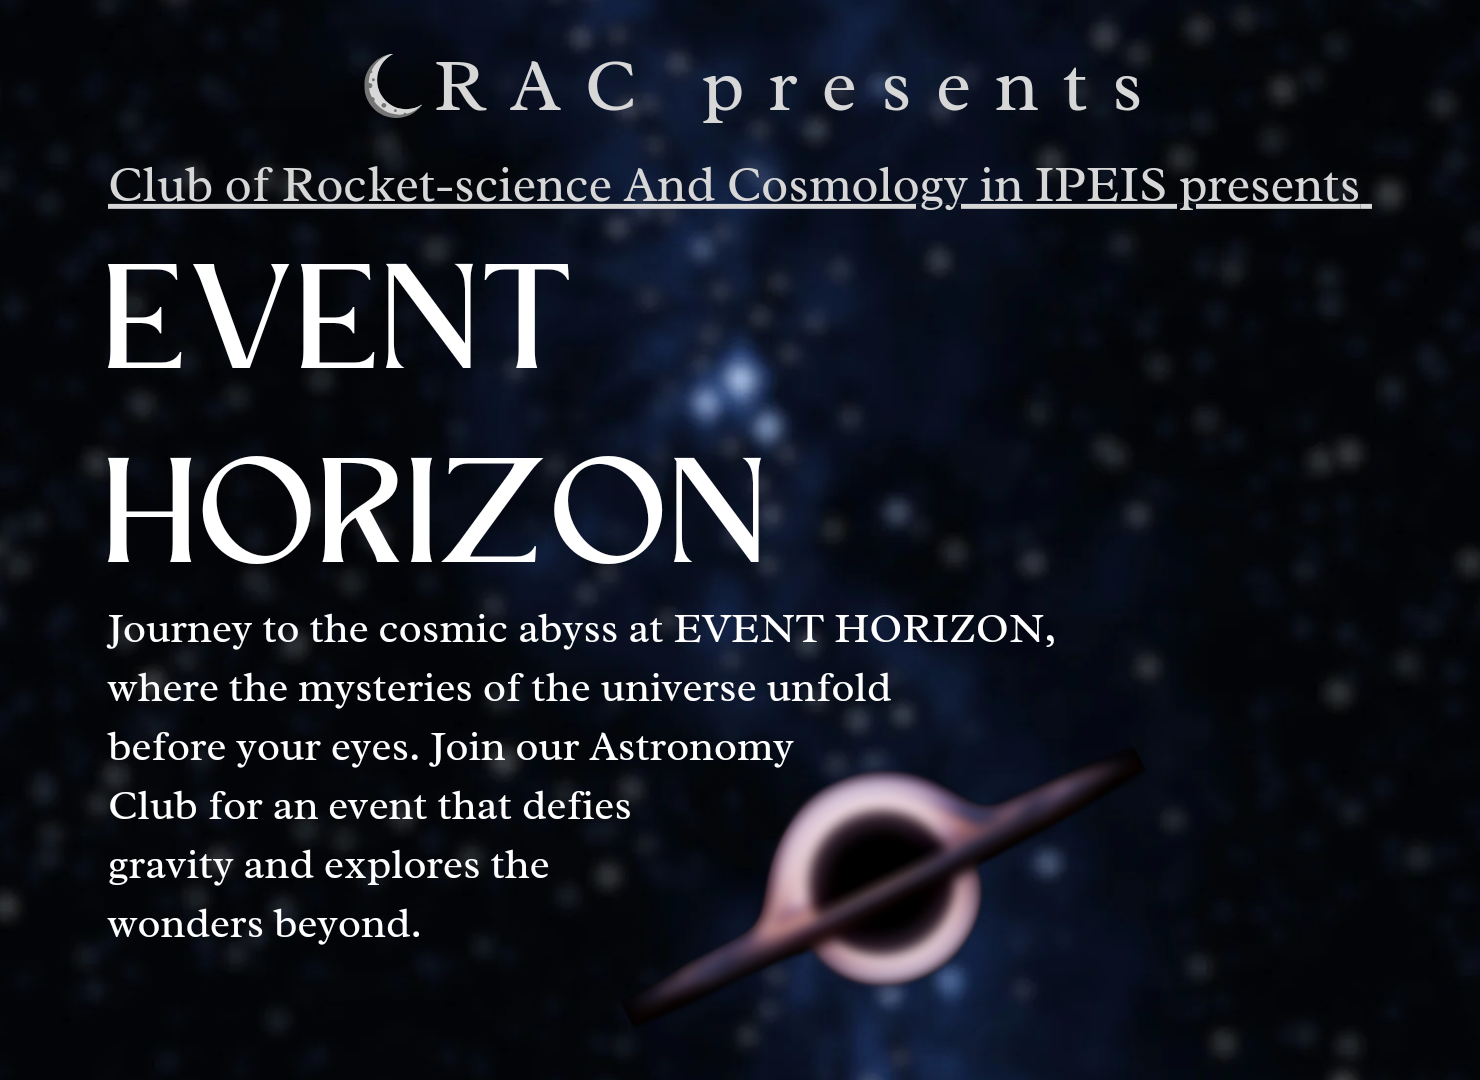 CRAC presents
Club of Rocket-science And Cosmology in IPEIS presents
EVENT
HORIZON
Journey to the cosmic abyss at EVENT HORIZON,
where the mysteries of the universe unfold
before your eyes. Join our Astronomy
Club for an event that defies
gravity and explores the
wonders beyond.